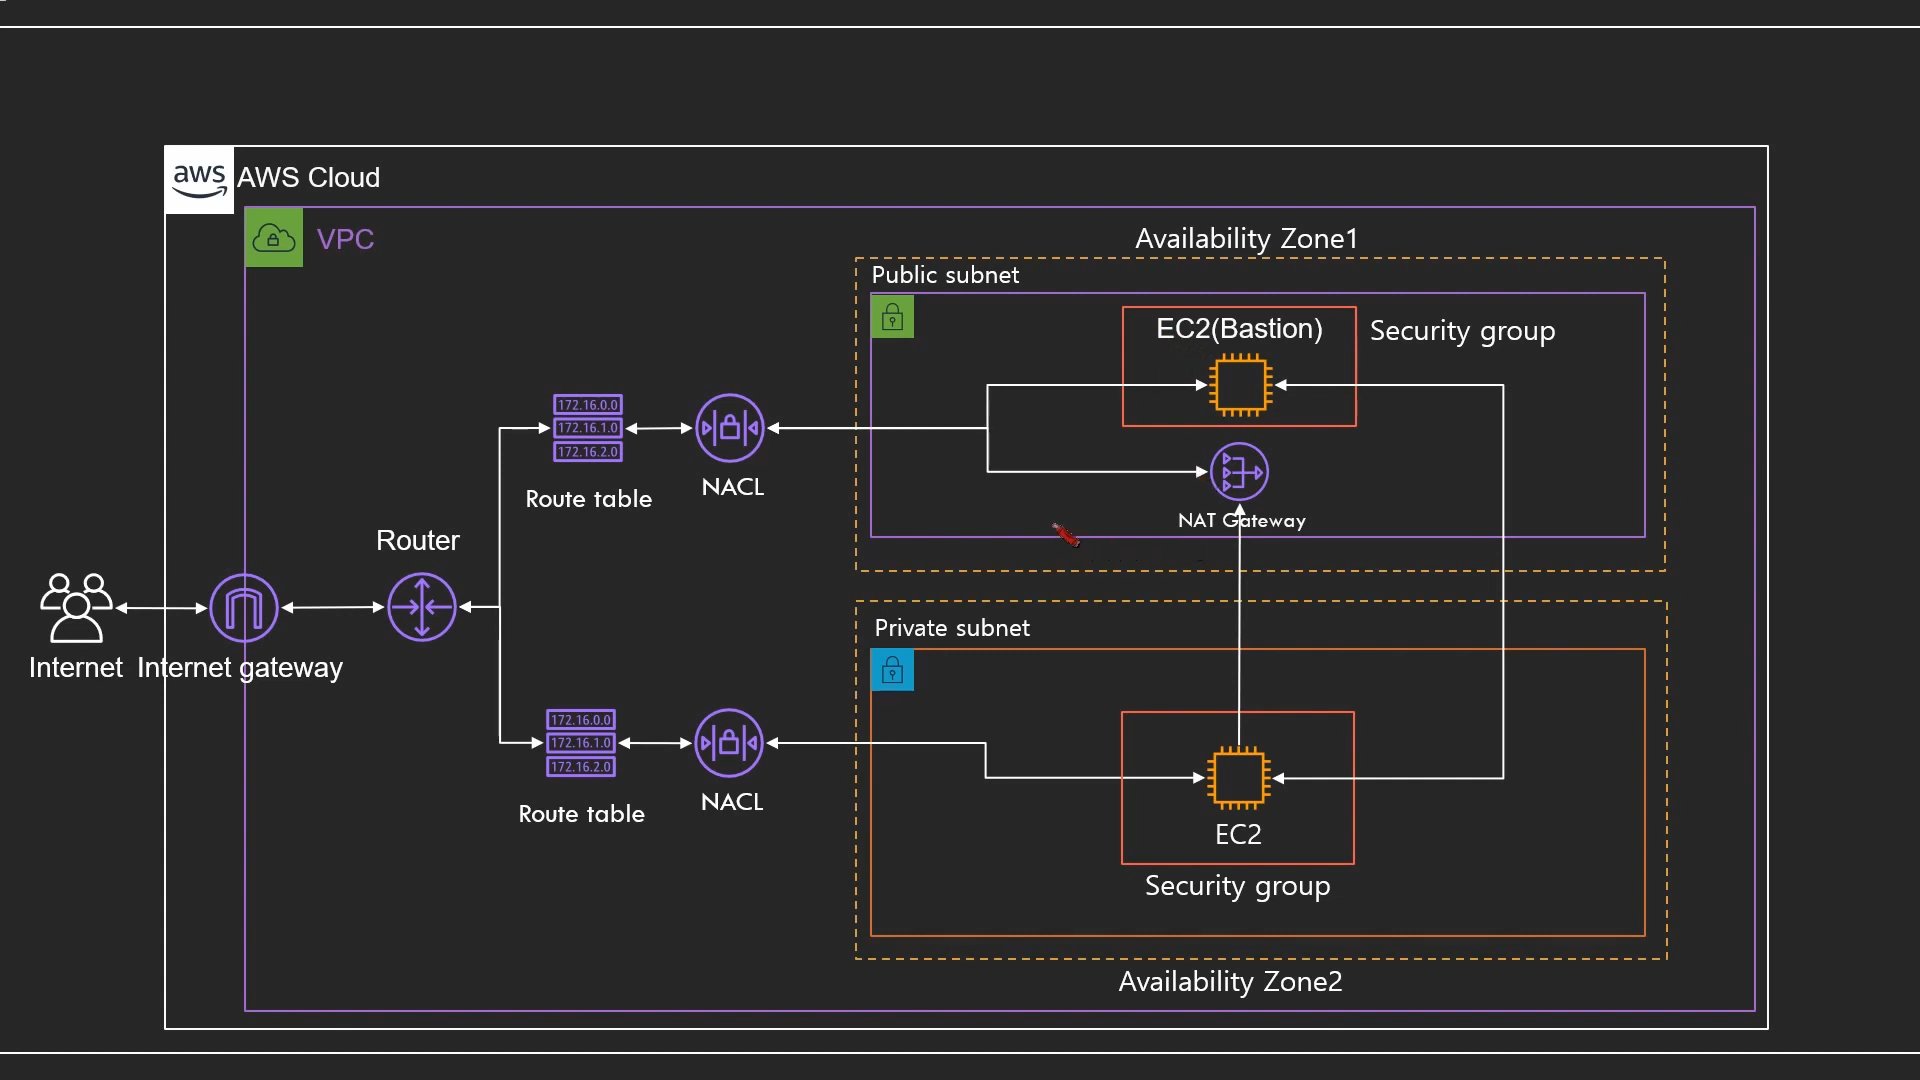 aws
AWS Cloud
VPC
Availability Zone1
Public subnet
EC2(Bastion)
Security group
172.16.0.0
172.16.1.0
172.16.2.0
Route table
NACL
NAT Gateway
Router
Internet
Internet gateway
Private subnet
172.16.0.0
172.16.1.0
172.16.2.0
Route table
NACL
EC2
Security group
Availability Zone2